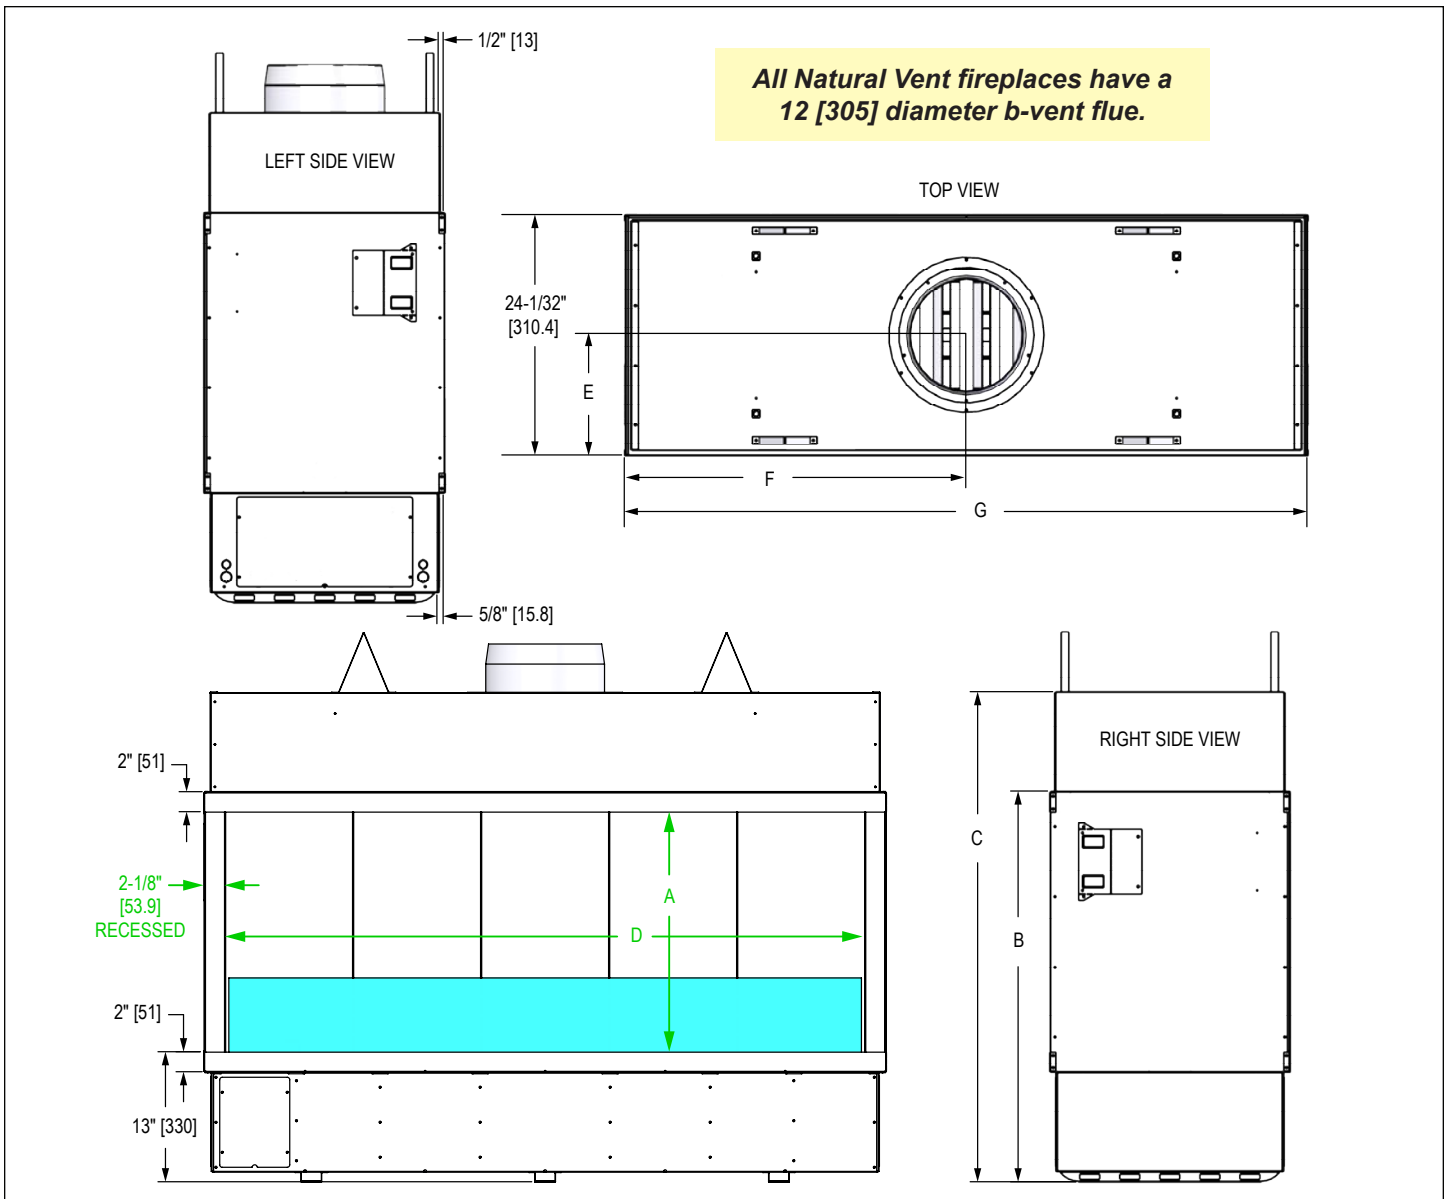 1/2" [13]
All Natural Vent fireplaces have a
12 [305] diameter b-vent flue.
LEFT SIDE VIEW
TOP VIEW
24-1/32"
[310.4]
E
F
G
5/8" [15.8]
2" [51]
RIGHT SIDE VIEW
C
2-1/8"
[53.9]
RECESSED
A
D
B
2" [51]
13" [330]